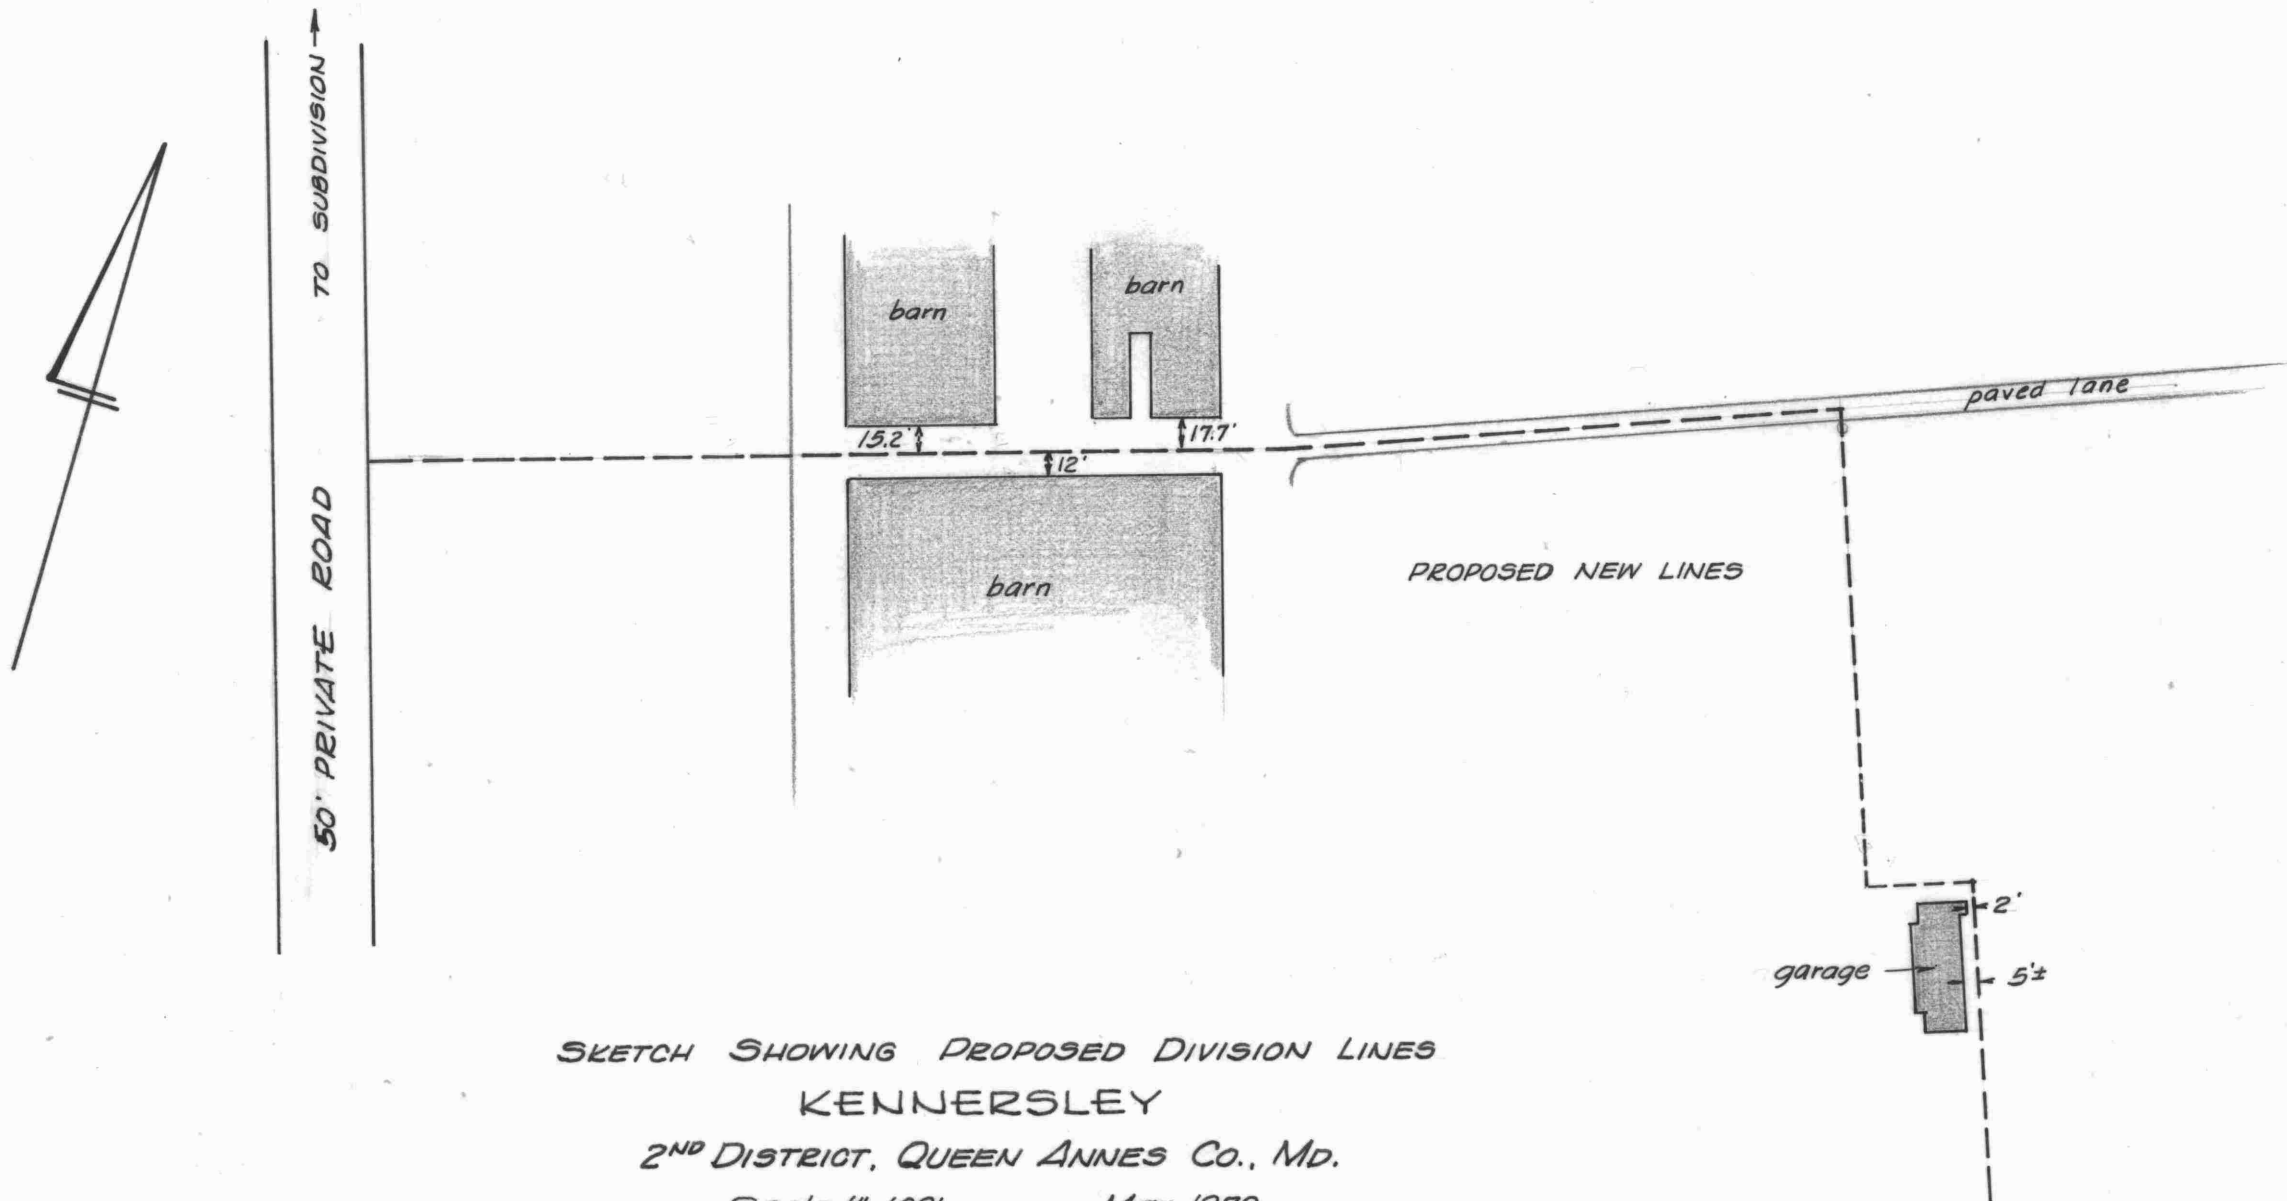 TO SUBDIVISION
50' PRIVATE ROAD
barn
barn
15.2'
17.7'
12'
barn
paved lane
PROPOSED NEW LINES
2'
garage
5'±
SKETCH SHOWING PROPOSED DIVISION LINES
KENNERSLEY
2ND DISTRICT, QUEEN ANNES CO., MD.